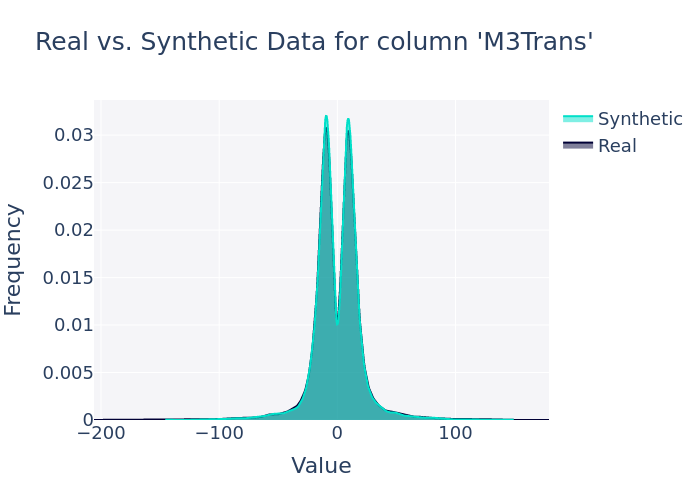 Real vs. Synthetic Data for column 'M3Trans'
Synthetic
Real
Frequency
0.03
0.025
0.02
0.015
0.01
0.005
0
−200
−100
0
100
Value